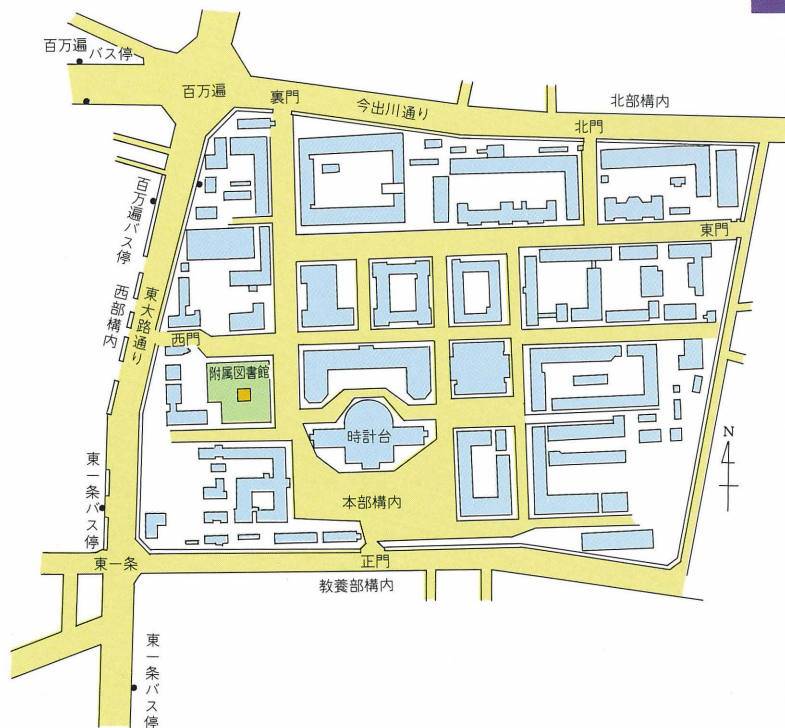 百万遍
バス停
百万遍
裏門
今出川通り
北部構内
北門
百万遍バス停
東門
西部構内
東大路通り
西門
附属図書館
時計台
N
東一条バス停
本部構内
東一条
正門
教養部構内
東一条バス停